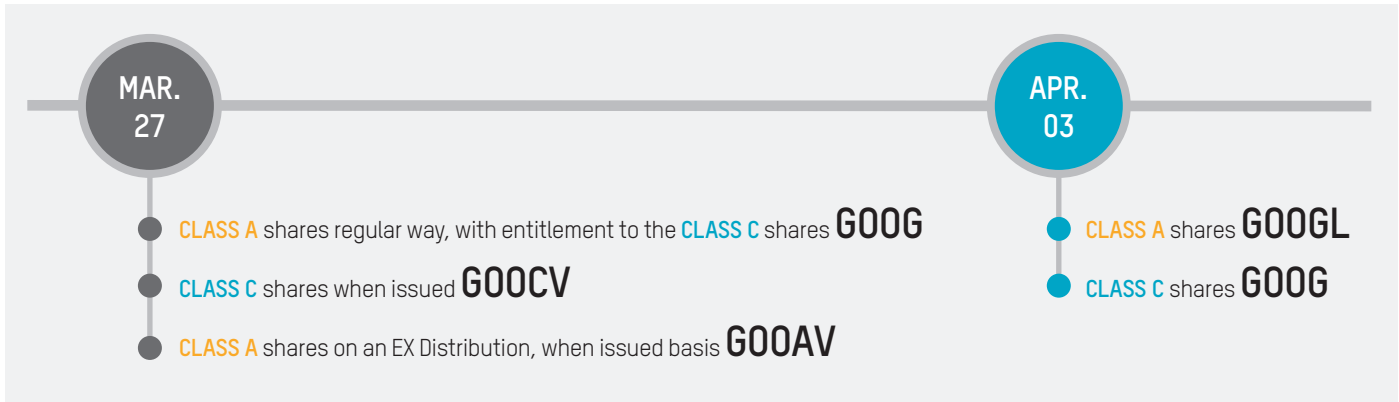 MAR.
27
CLASS A shares regular way, with entitlement to the CLASS C shares GOOG
CLASS C shares when issued GOOCV
CLASS A shares on an EX Distribution, when issued basis GOOAV
APR.
03
CLASS A shares GOOGL
CLASS C shares GOOG